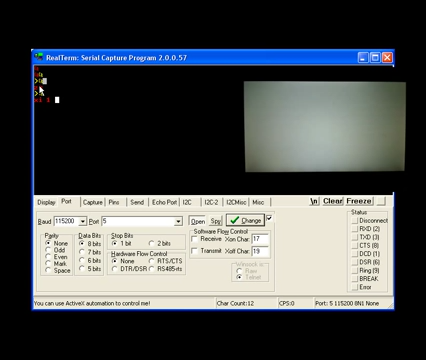 RealTerm: Serial Capture Program 2.0.0.57
Display Port Capture Pins Send Echo Port I2C I2C-2 I2CMisc Misc \n Clear Freeze
Baud 115200 Port 5 Open Spy Change
Parity
None
Odd
Even
Mark
Space
Data Bits
8 bits
7 bits
6 bits
5 bits
Stop Bits
1 bit 2 bits
Hardware Flow Control
None RTS/CTS
DTR/DSR RS485-rts
Software Flow Control
Receive Xon Char: 17
Transmit Xoff Char: 19
Winsock is:
Raw
Telnet
Status
Disconnect
RXD (2)
TXD (3)
CTS (8)
DCD (1)
DSR (6)
Ring (9)
BREAK
Error
You can use ActiveX automation to control me! Char Count:12 CPS:0 Port: 5 115200 8N1 None